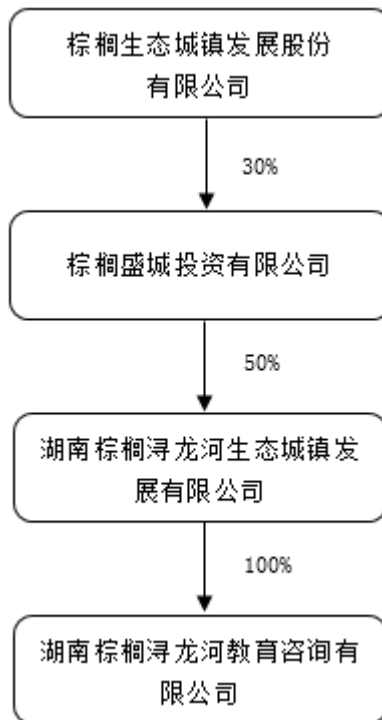 棕榈生态城镇发展股份
有限公司
30%
棕榈盛城投资有限公司
50%
湖南棕榈浔龙河生态城镇发
展有限公司
100%
湖南棕榈浔龙河教育咨询有
限公司